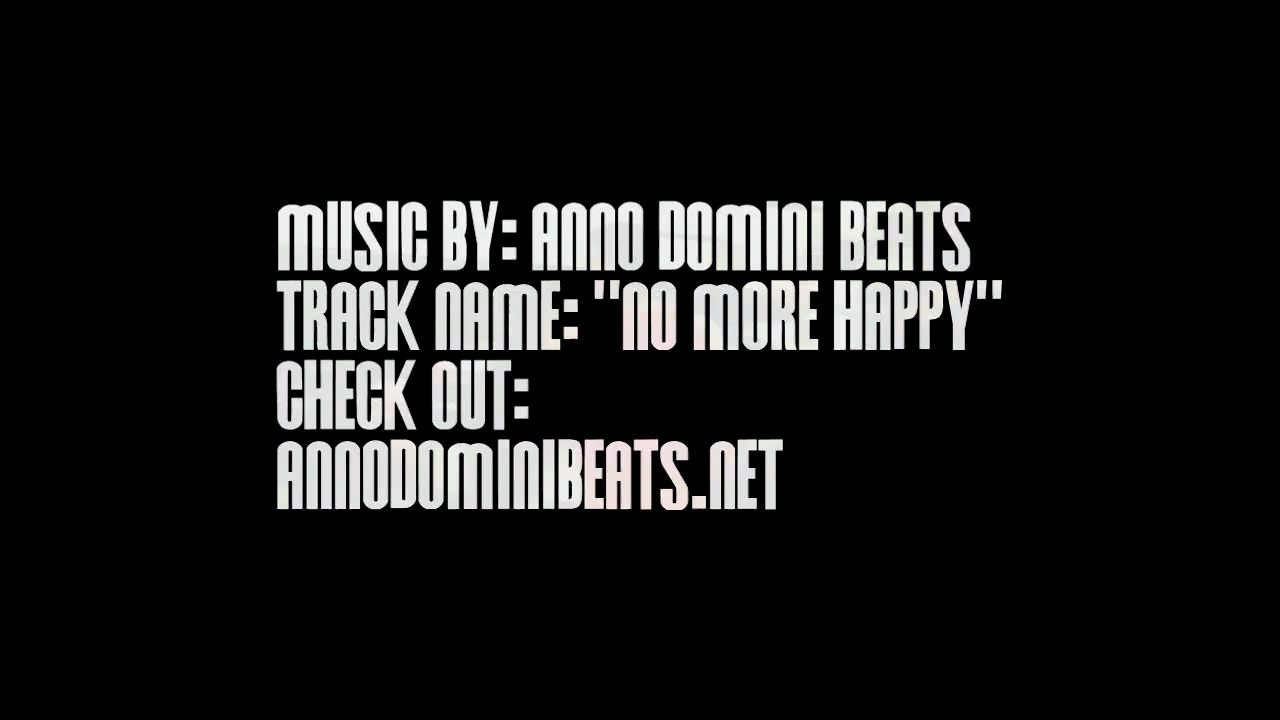 MUSIC BY: ANNO DOMINI BEATS
TRACK NAME: "NO MORE HAPPY"
CHECK OUT:
ANNODOMINIBEATS.NET